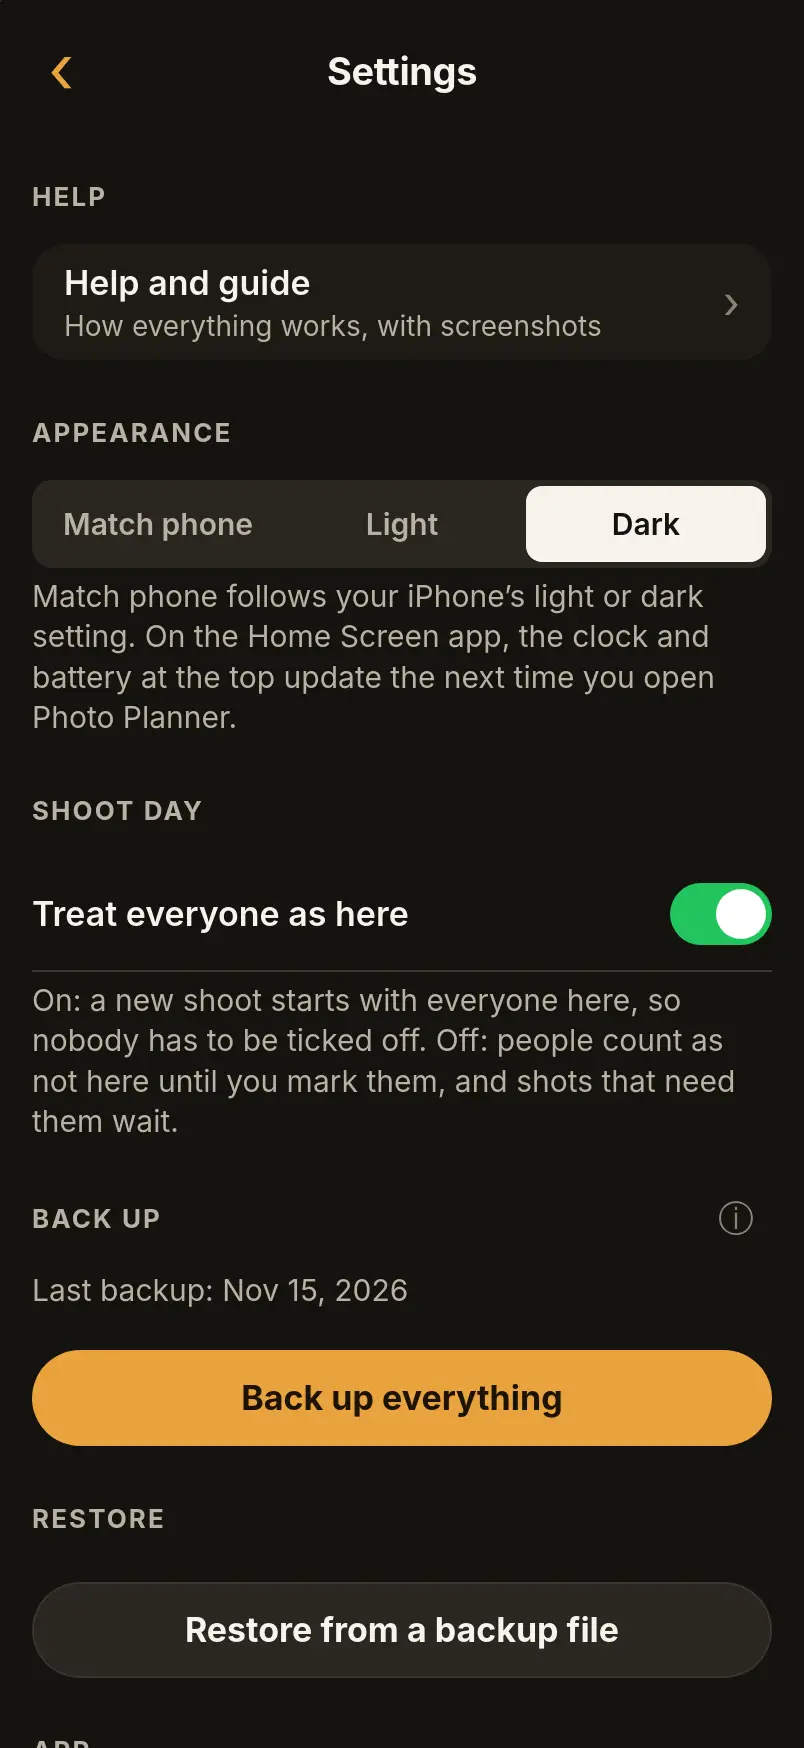 Settings
HELP
Help and guide
How everything works, with screenshots
APPEARANCE
Match phone
Light
Dark
Match phone follows your iPhone’s light or dark
setting. On the Home Screen app, the clock and
battery at the top update the next time you open
Photo Planner.
SHOOT DAY
Treat everyone as here
On: a new shoot starts with everyone here, so
nobody has to be ticked off. Off: people count as
not here until you mark them, and shots that need
them wait.
BACK UP
Last backup: Nov 15, 2026
Back up everything
RESTORE
Restore from a backup file
APP